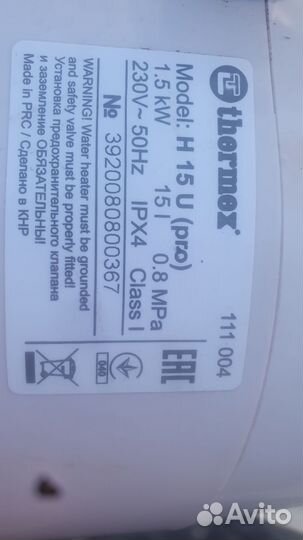 thermex
111 004
Model: H 15 U (pro)
1.5 kW 15 l 0.8 MPa
230V~ 50Hz IPX4 Class I
№ 3920080800367
WARNING! Water heater must be grounded
and safety valve must be properly fitted!
Установка предохранительного клапана
и заземление ОБЯЗАТЕЛЬНЫ!
Made in PRC / Сделано в КНР
EAC
040
Avito